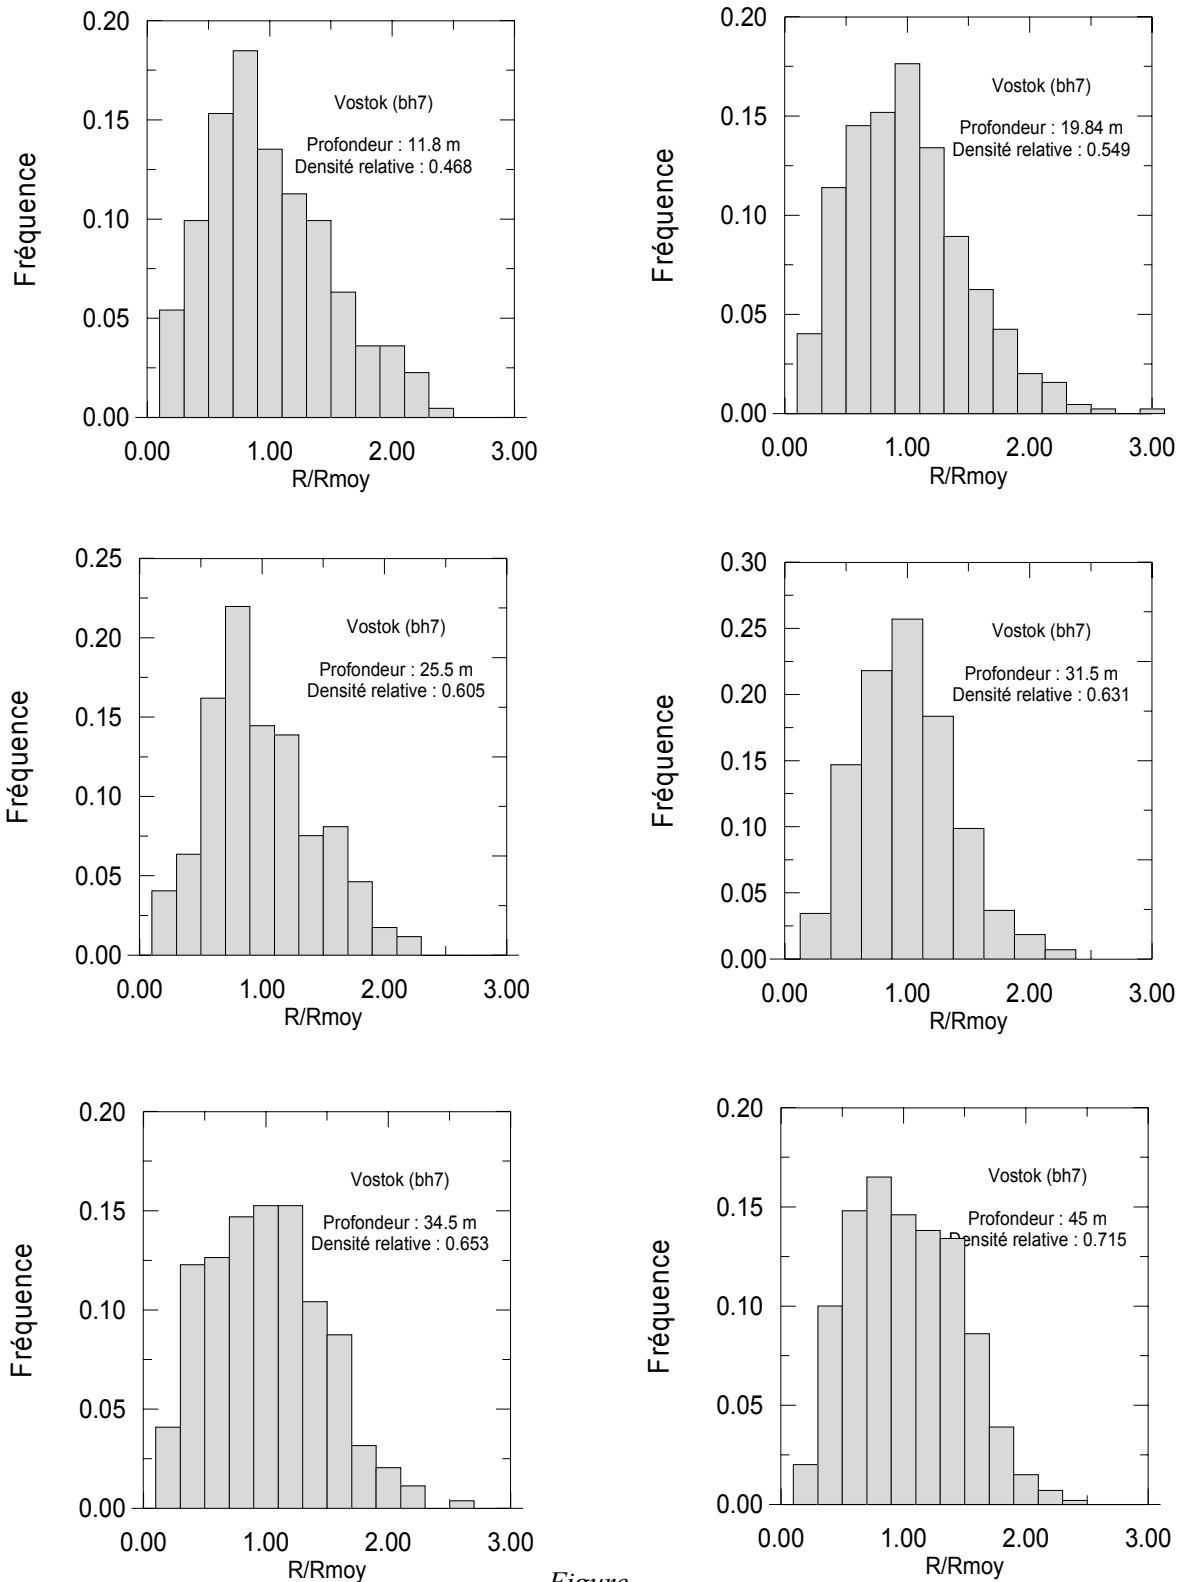 0.20
0.15
0.10
0.05
0.00
Fréquence
Vostok (bh7)
Profondeur : 11.8 m
Densité relative : 0.468
0.00 1.00 2.00 3.00
R/Rmoy
0.20
0.15
0.10
0.05
0.00
Fréquence
Vostok (bh7)
Profondeur : 19.84 m
Densité relative : 0.549
0.00 1.00 2.00 3.00
R/Rmoy
0.25
0.20
0.15
0.10
0.05
0.00
Fréquence
Vostok (bh7)
Profondeur : 25.5 m
Densité relative : 0.605
0.00 1.00 2.00 3.00
R/Rmoy
0.30
0.25
0.20
0.15
0.10
0.05
0.00
Fréquence
Vostok (bh7)
Profondeur : 31.5 m
Densité relative : 0.631
0.00 1.00 2.00 3.00
R/Rmoy
0.20
0.15
0.10
0.05
0.00
Fréquence
Vostok (bh7)
Profondeur : 34.5 m
Densité relative : 0.653
0.00 1.00 2.00 3.00
R/Rmoy
0.20
0.15
0.10
0.05
0.00
Fréquence
Vostok (bh7)
Profondeur : 45 m
Densité relative : 0.715
0.00 1.00 2.00 3.00
R/Rmoy
Figure